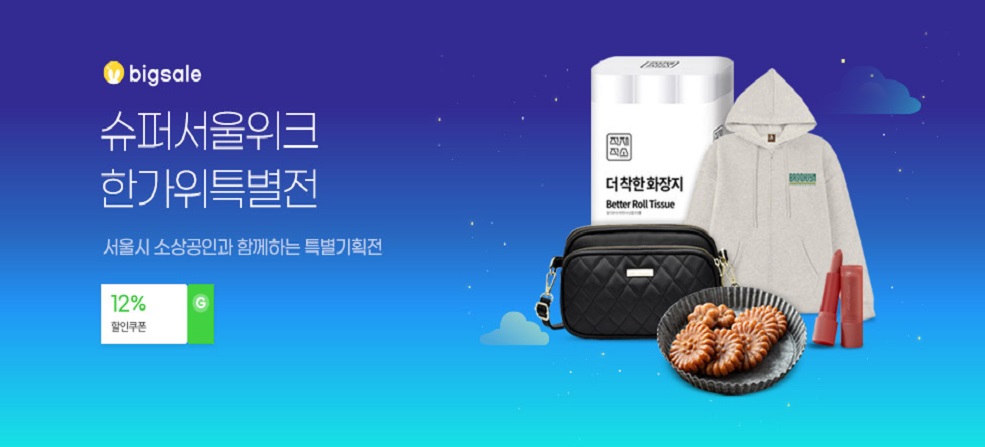 bigsale
슈퍼서울위크
한가위특별전
서울시 소상공인과 함께하는 특별기획전
12%
할인쿠폰
G
더 착한 화장지
Better Roll Tissue
BROOKLYN